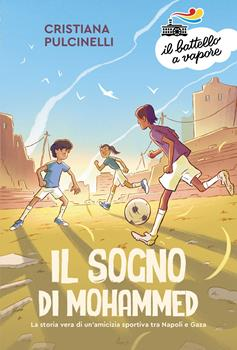 CRISTIANA
PULCINELLI
il battello
a vapore
IL SOGNO
DI MOHAMMED
La storia vera di un'amicizia sportiva tra Napoli e Gaza